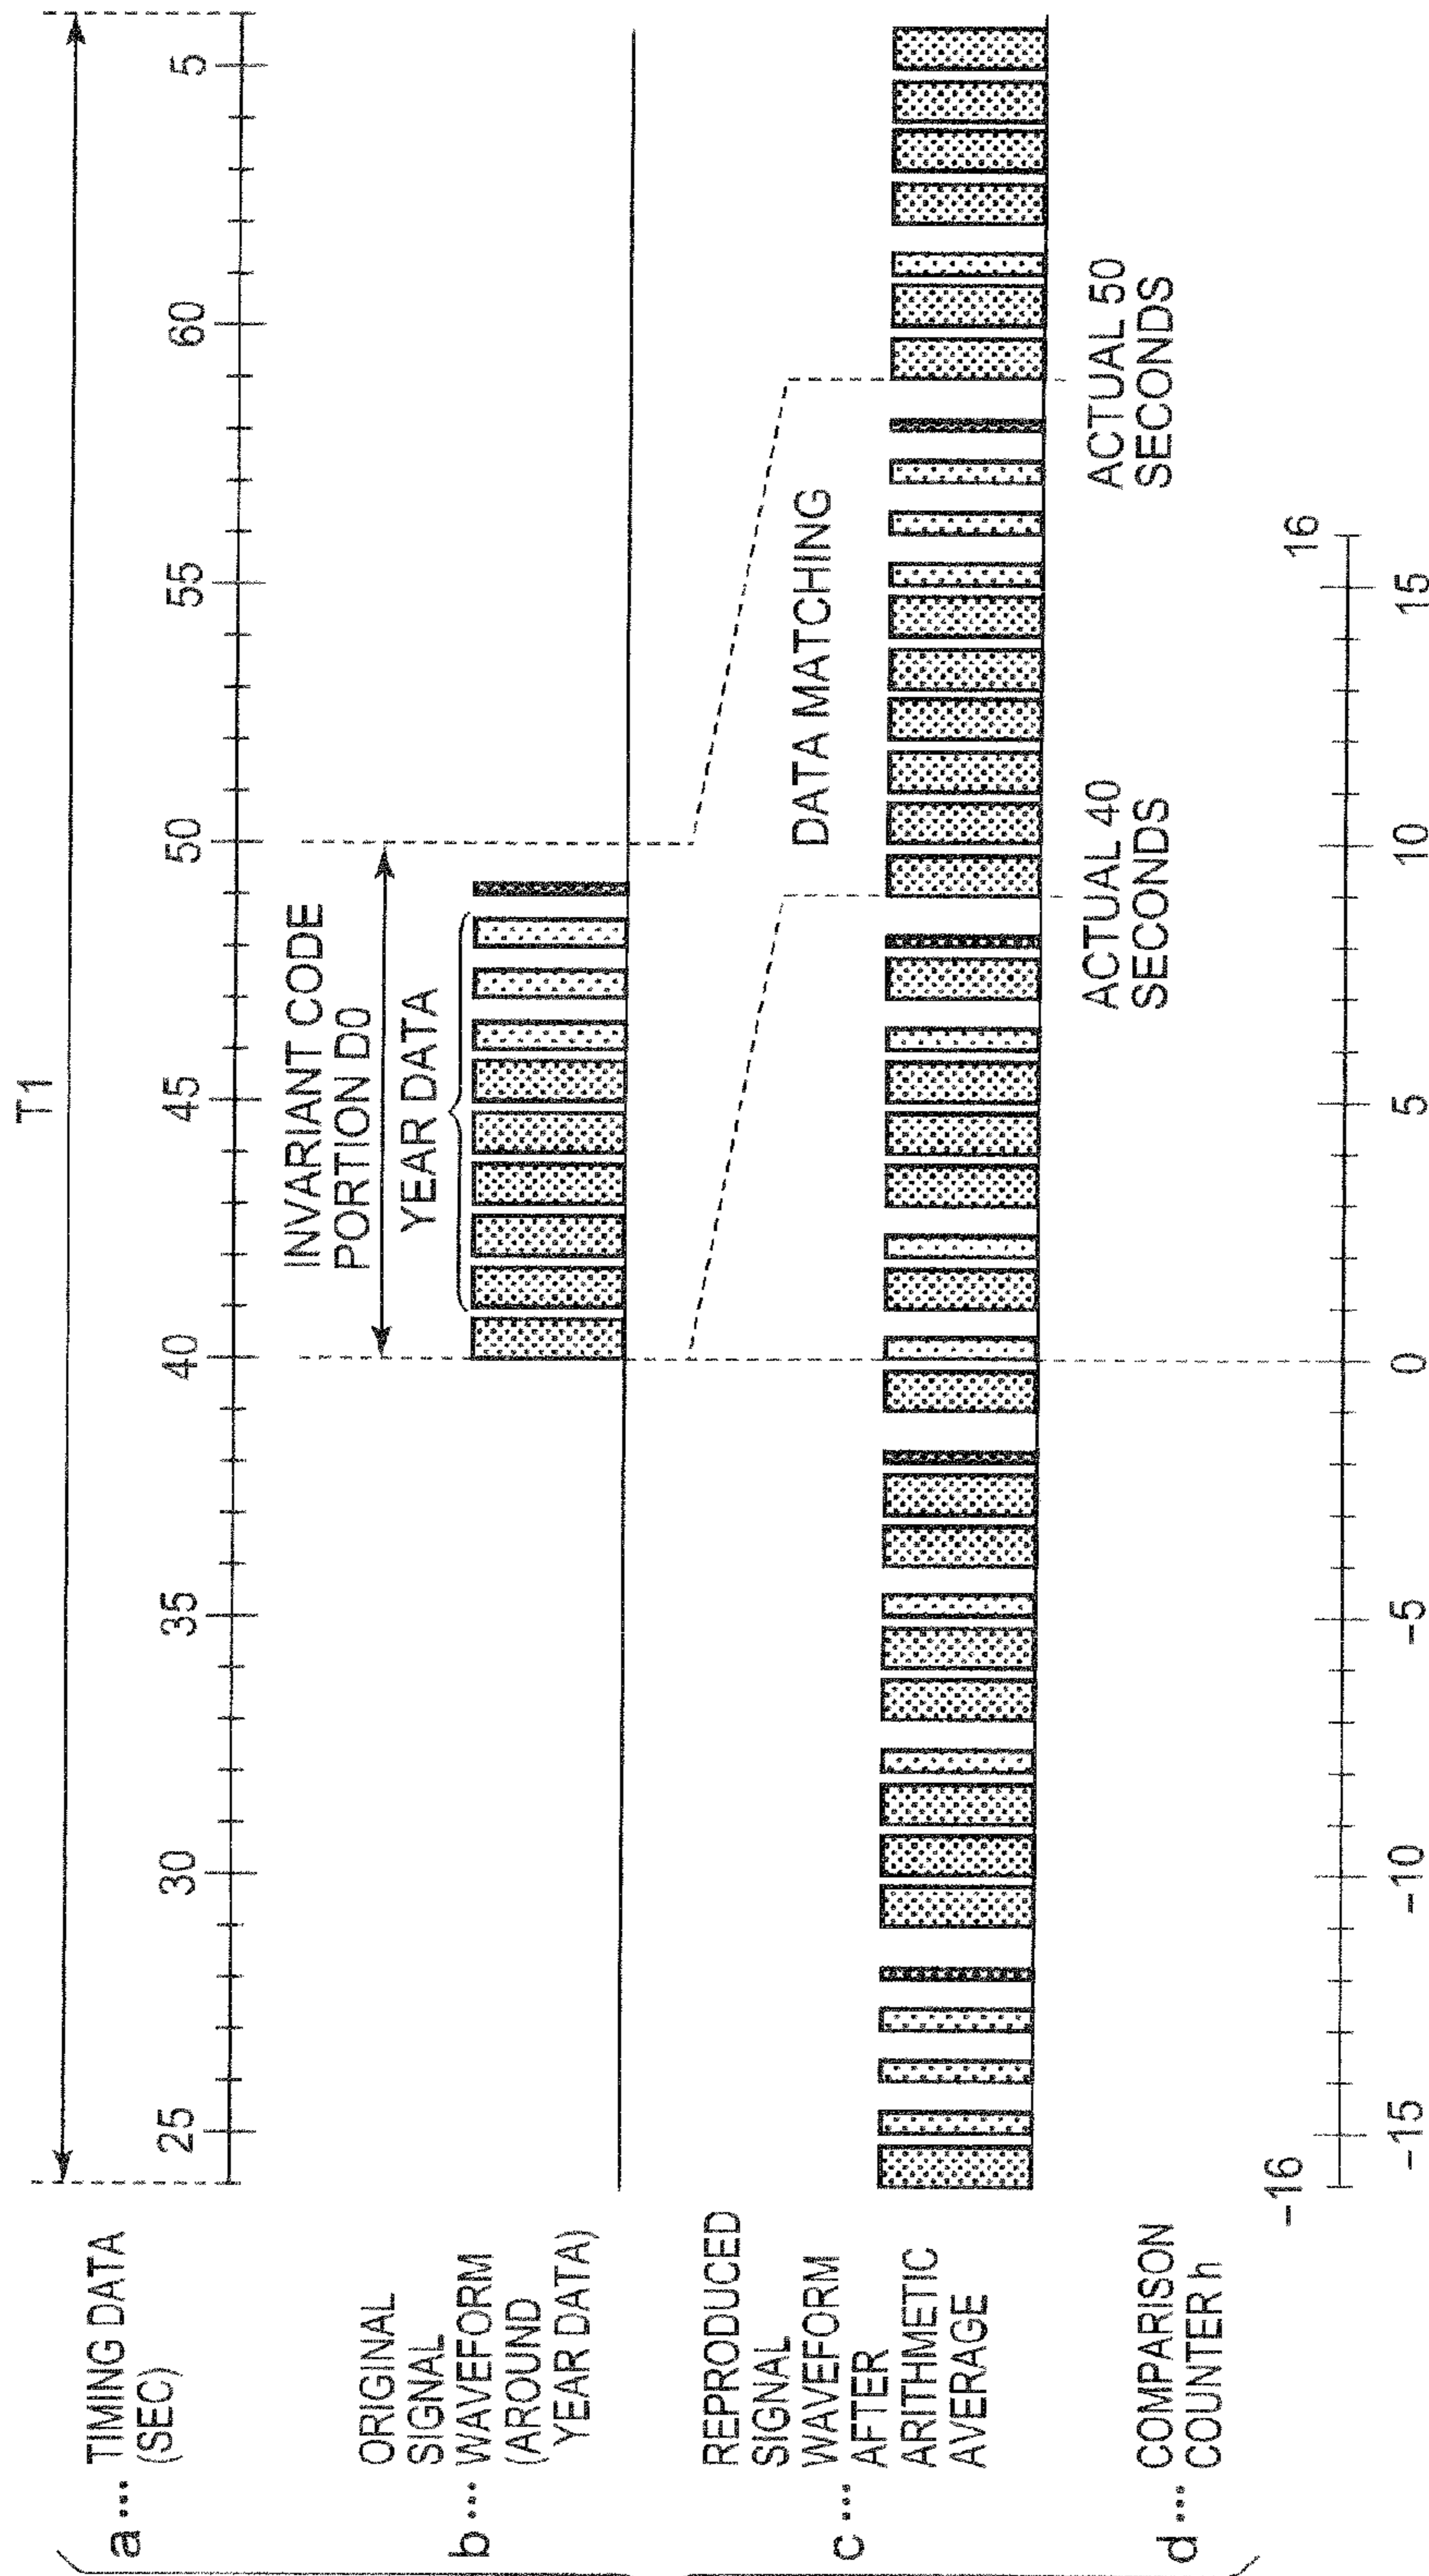 T1
a ... TIMING DATA
(SEC)
25 30 35 40 45 50 55 60 5
b ... ORIGINAL
SIGNAL
WAVEFORM
(AROUND
YEAR DATA)
INVARIANT CODE
PORTION D0
YEAR DATA
c ... REPRODUCED
SIGNAL
WAVEFORM
AFTER
ARITHMETIC
AVERAGE
DATA MATCHING
ACTUAL 40
SECONDS
ACTUAL 50
SECONDS
d ... COMPARISON
COUNTER h
-16 16
-15 -10 -5 0 5 10 15